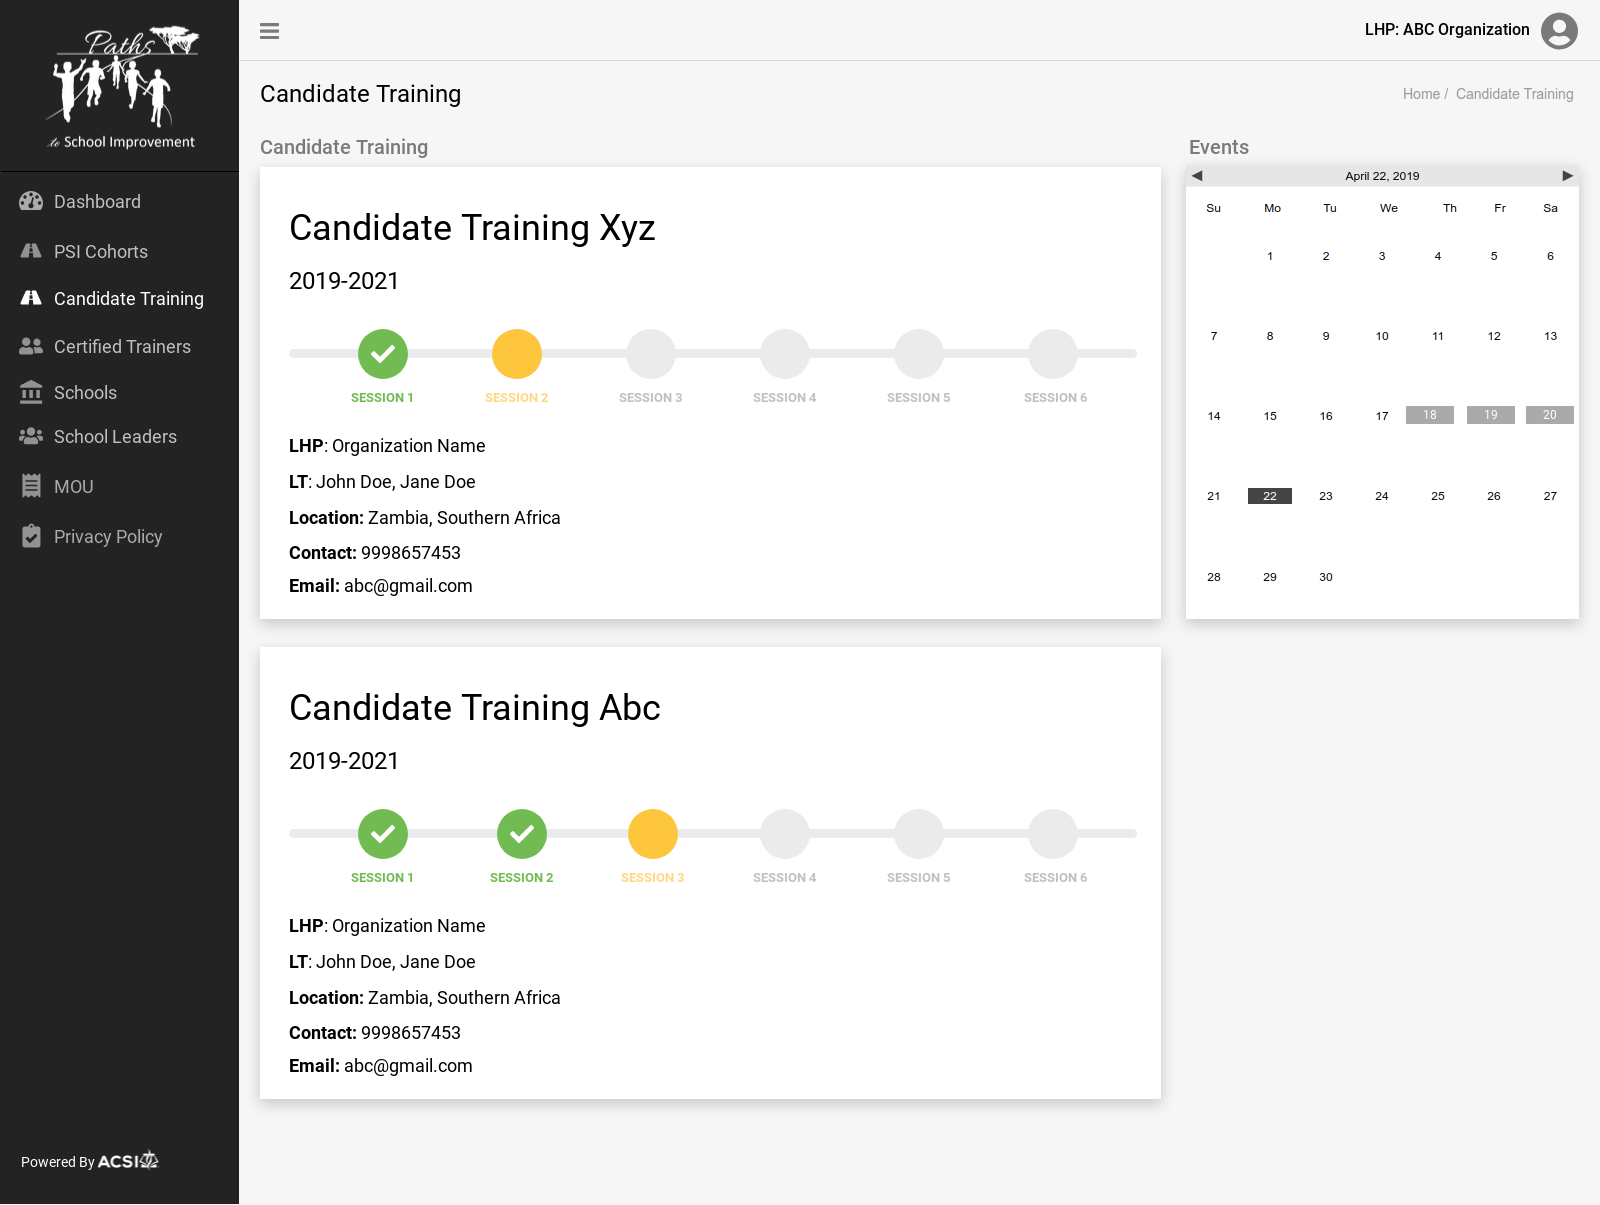 Paths
to School Improvement
Dashboard
PSI Cohorts
Candidate Training
Certified Trainers
Schools
School Leaders
MOU
Privacy Policy
Powered By ACSI
LHP: ABC Organization
Candidate Training
Home / Candidate Training
Candidate Training
Candidate Training Xyz
2019-2021
SESSION 1 SESSION 2 SESSION 3 SESSION 4 SESSION 5 SESSION 6
LHP: Organization Name
LT: John Doe, Jane Doe
Location: Zambia, Southern Africa
Contact: 9998657453
Email: abc@gmail.com
Candidate Training Abc
2019-2021
SESSION 1 SESSION 2 SESSION 3 SESSION 4 SESSION 5 SESSION 6
LHP: Organization Name
LT: John Doe, Jane Doe
Location: Zambia, Southern Africa
Contact: 9998657453
Email: abc@gmail.com
Events
April 22, 2019
Su Mo Tu We Th Fr Sa
1 2 3 4 5 6
7 8 9 10 11 12 13
14 15 16 17 18 19 20
21 22 23 24 25 26 27
28 29 30